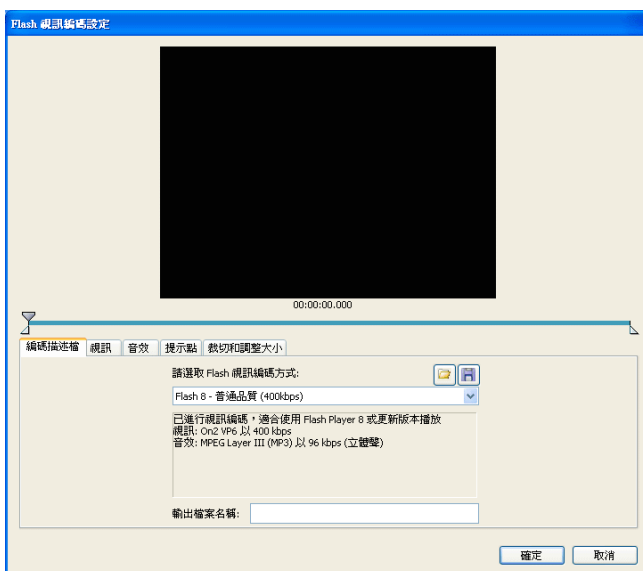 Flash 視訊編碼設定
00:00:00.000
編碼描述檔 視訊 音效 提示點 裁切和調整大小
請選取 Flash 視訊編碼方式:
Flash 8 - 普通品質 (400kbps)
已進行視訊編碼，適合使用 Flash Player 8 或更新版本播放
視訊: On2 VP6 以 400 kbps
音效: MPEG Layer III (MP3) 以 96 kbps (立體聲)
輸出檔案名稱:
確定 取消